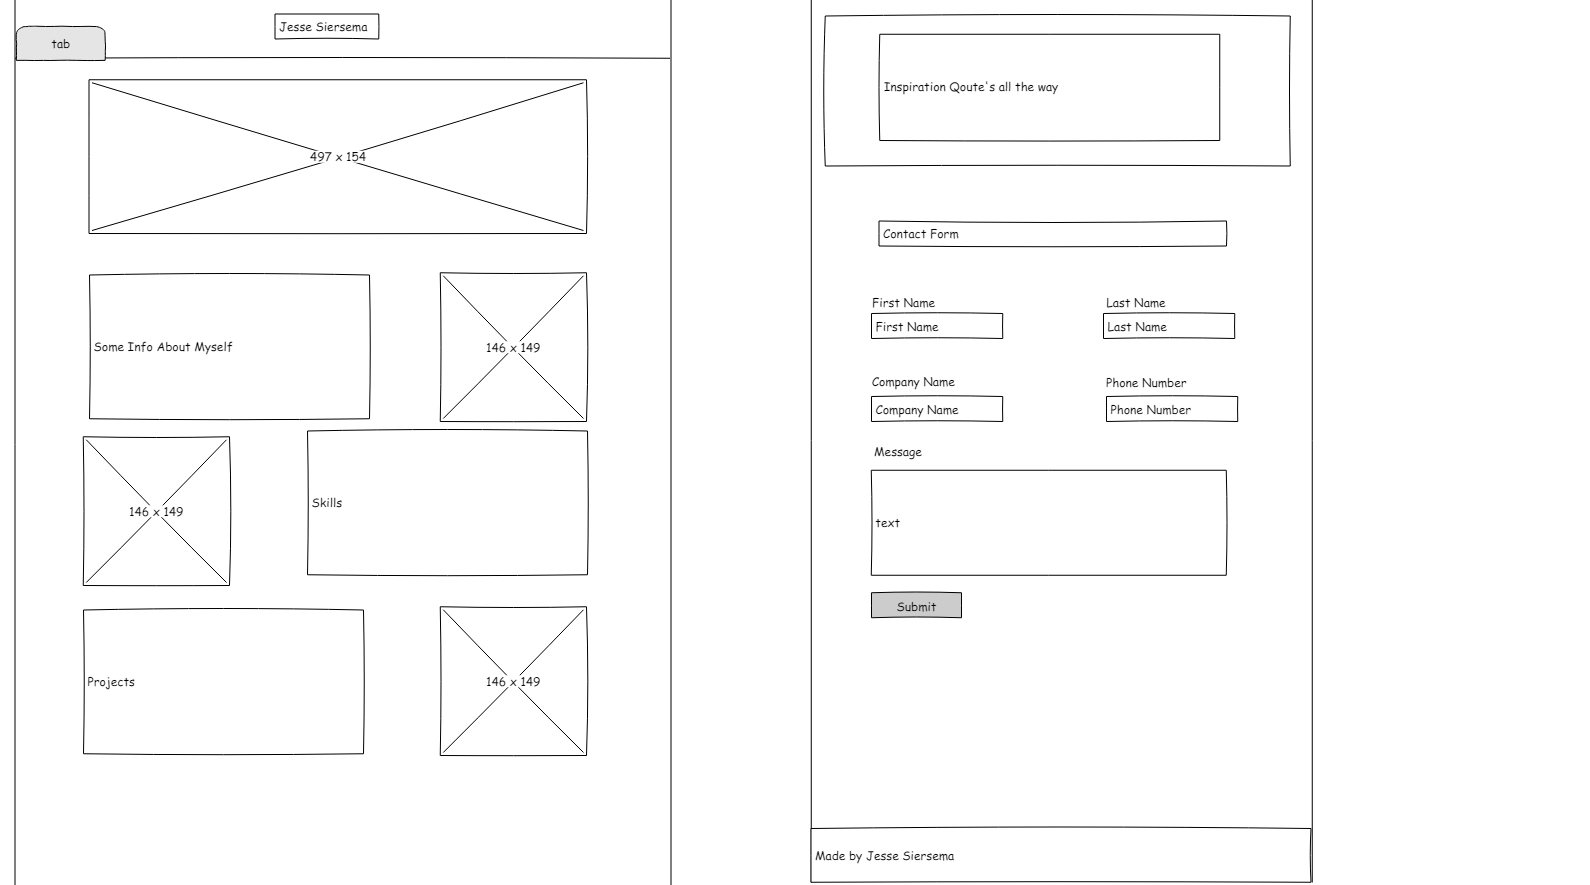 Jesse Siersema
tab
497 x 154
Some Info About Myself
146 x 149
146 x 149
Skills
Projects
146 x 149
Inspiration Qoute's all the way
Contact Form
First Name
Last Name
First Name
Last Name
Company Name
Phone Number
Company Name
Phone Number
Message
text
Submit
Made by Jesse Siersema